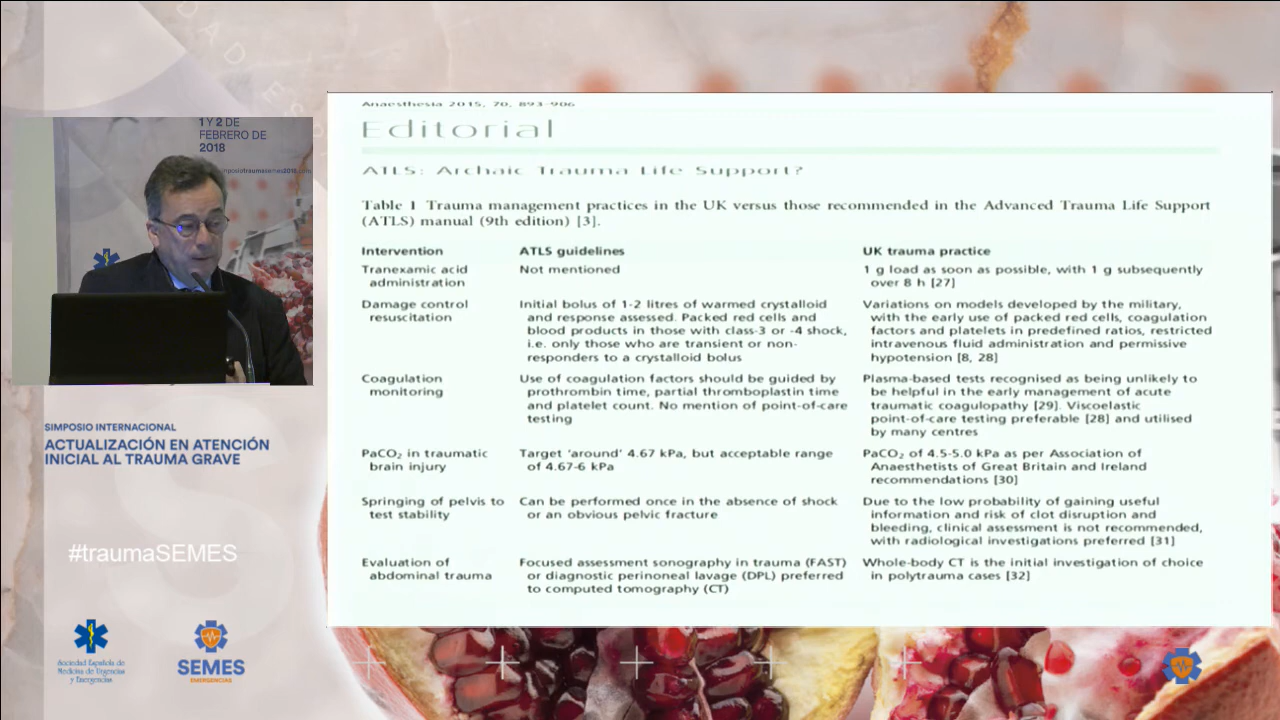 1 Y 2 DE
FEBRERO DE
2018
SIMPOSIO INTERNACIONAL
ACTUALIZACIÓN EN ATENCIÓN
INICIAL AL TRAUMA GRAVE
#traumaSEMES
Sociedad Española de
Medicina de Urgencias
y Emergencias
SEMES
EMERGENCIAS
Anaesthesia 2015, 70, 893–906
Editorial
ATLS: Archaic Trauma Life Support?
Table 1 Trauma management practices in the UK versus those recommended in the Advanced Trauma Life Support
(ATLS) manual (9th edition) [3].
Intervention ATLS guidelines UK trauma practice
Tranexamic acid Not mentioned 1 g load as soon as possible, with 1 g subsequently
administration over 8 h [27]
Damage control Initial bolus of 1-2 litres of warmed crystalloid Variations on models developed by the military,
resuscitation and response assessed. Packed red cells and with the early use of packed red cells, coagulation
blood products in those with class-3 or -4 shock, factors and platelets in predefined ratios, restricted
i.e. only those who are transient or non- intravenous fluid administration and permissive
responders to a crystalloid bolus hypotension [8, 28]
Coagulation Use of coagulation factors should be guided by Plasma-based tests recognised as being unlikely to
monitoring prothrombin time, partial thromboplastin time be helpful in the early management of acute
and platelet count. No mention of point-of-care traumatic coagulopathy [29]. Viscoelastic
testing point-of-care testing preferable [28] and utilised
by many centres
PaCO₂ in traumatic Target 'around' 4.67 kPa, but acceptable range PaCO₂ of 4.5-5.0 kPa as per Association of
brain injury of 4.67-6 kPa Anaesthetists of Great Britain and Ireland
recommendations [30]
Springing of pelvis to Can be performed once in the absence of shock Due to the low probability of gaining useful
test stability or an obvious pelvic fracture information and risk of clot disruption and
bleeding, clinical assessment is not recommended,
with radiological investigations preferred [31]
Evaluation of Focused assessment sonography in trauma (FAST) Whole-body CT is the initial investigation of choice
abdominal trauma or diagnostic perinoneal lavage (DPL) preferred in polytrauma cases [32]
to computed tomography (CT)